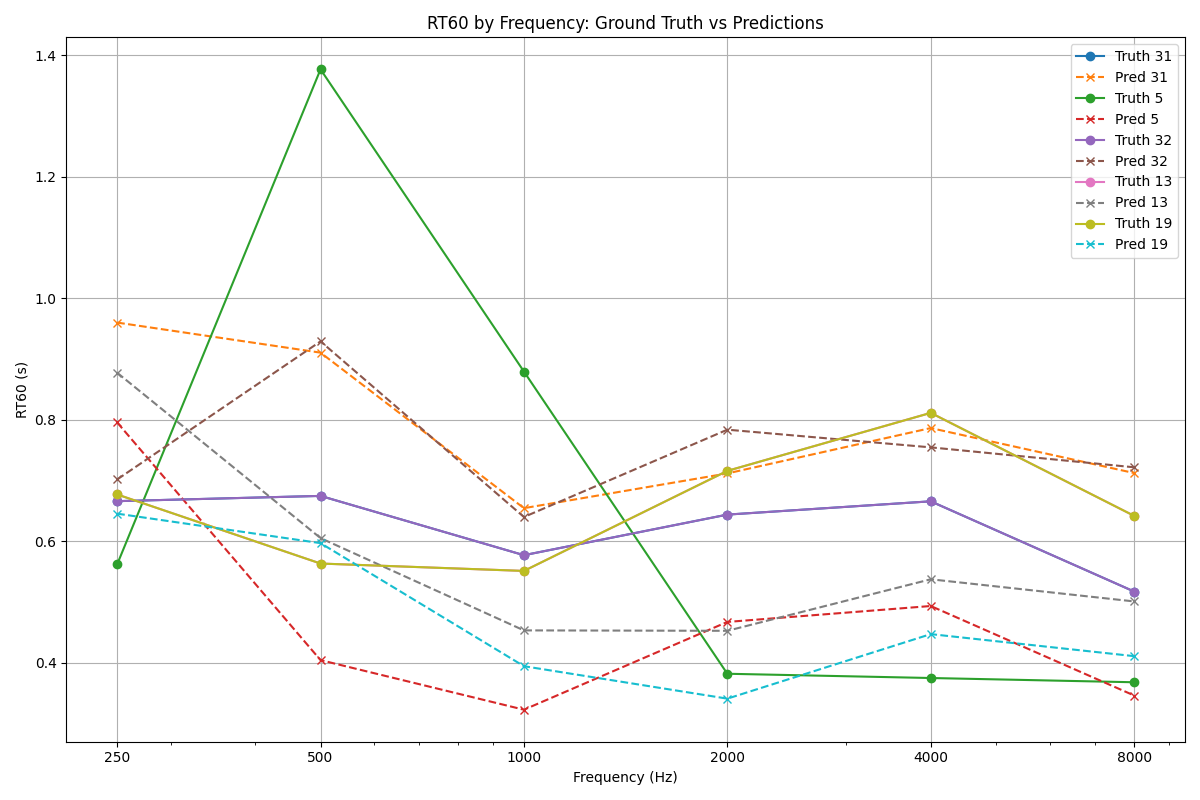 RT60 by Frequency: Ground Truth vs Predictions
RT60 (s)
1.4
1.2
1.0
0.8
0.6
0.4
250
500
1000
2000
4000
8000
Frequency (Hz)
Truth 31
Pred 31
Truth 5
Pred 5
Truth 32
Pred 32
Truth 13
Pred 13
Truth 19
Pred 19